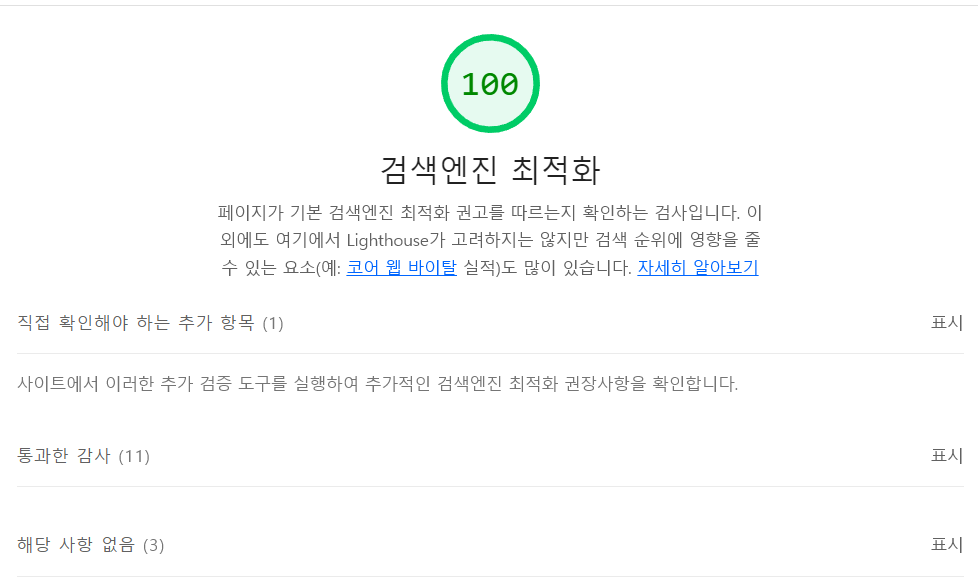 100
검색엔진 최적화
페이지가 기본 검색엔진 최적화 권고를 따르는지 확인하는 검사입니다. 이
외에도 여기에서 Lighthouse가 고려하지는 않지만 검색 순위에 영향을 줄
수 있는 요소(예: 코어 웹 바이탈 실적)도 많이 있습니다. 자세히 알아보기
직접 확인해야 하는 추가 항목 (1) 표시
사이트에서 이러한 추가 검증 도구를 실행하여 추가적인 검색엔진 최적화 권장사항을 확인합니다.
통과한 감사 (11) 표시
해당 사항 없음 (3) 표시